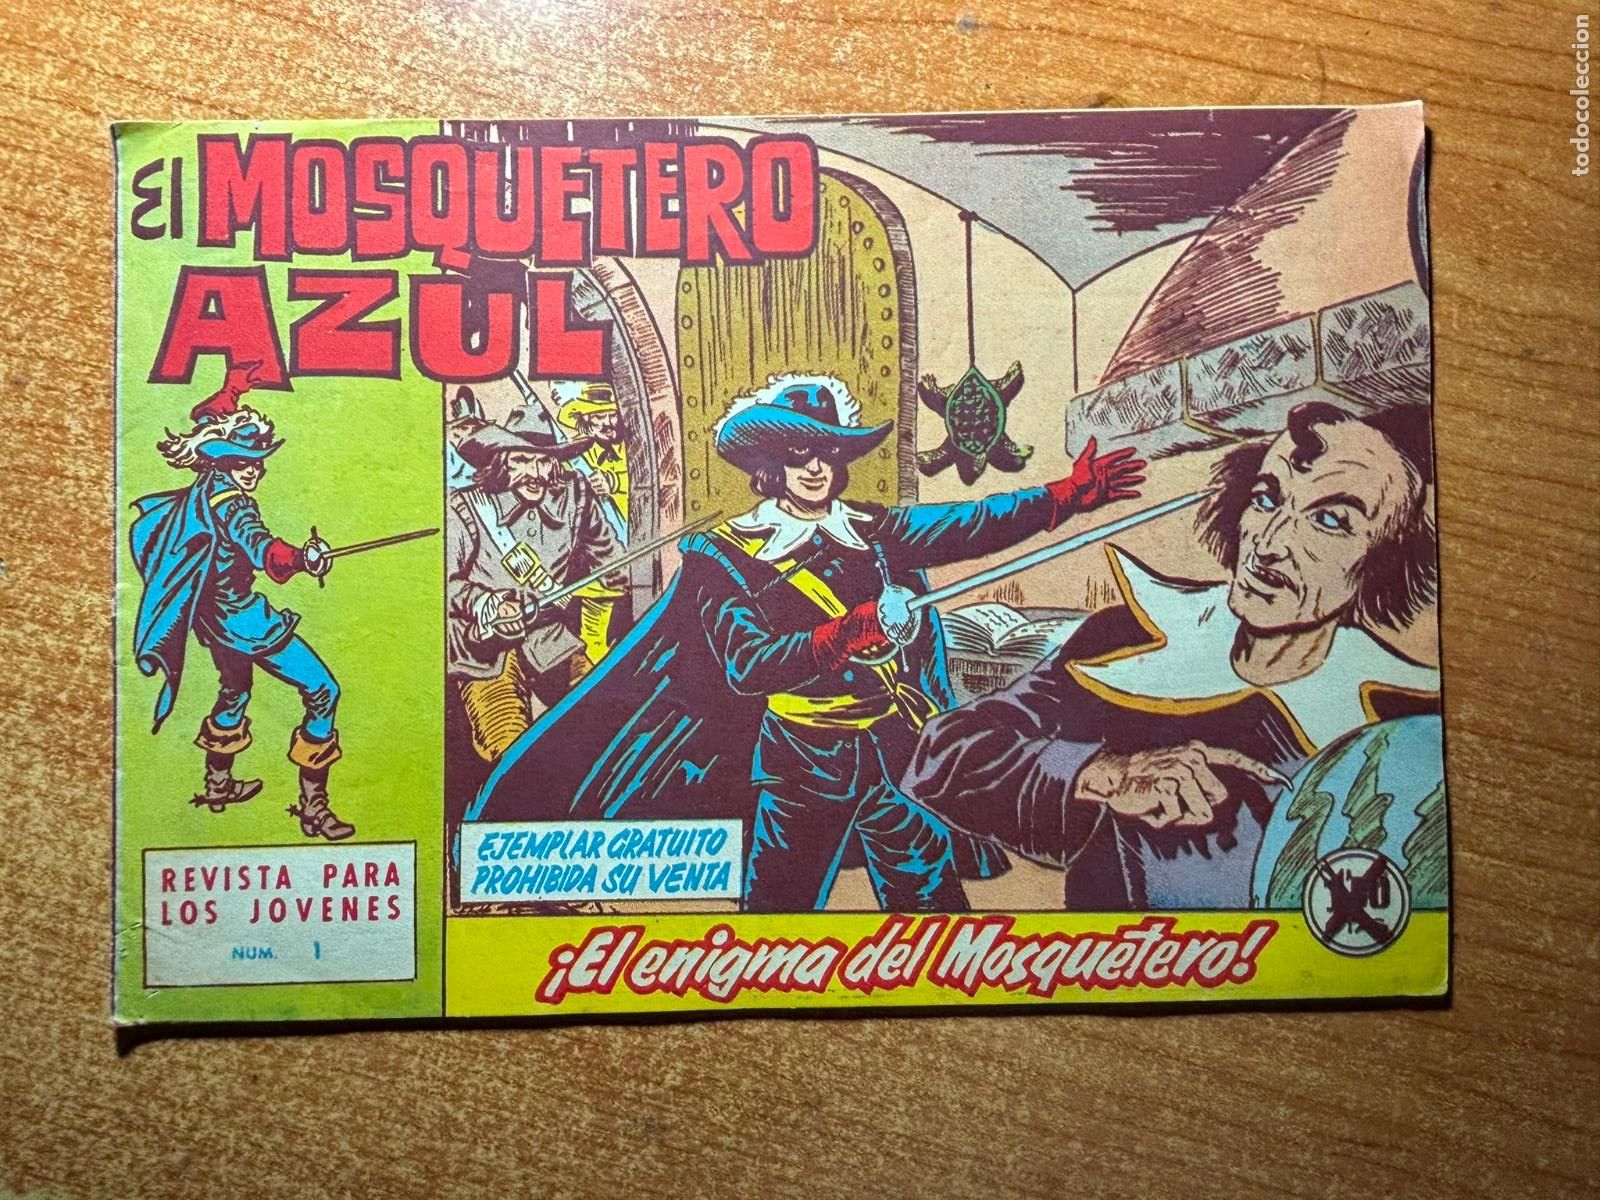 El MOSQUETERO
AZUL
REVISTA PARA
LOS JOVENES
NUM. 1
EJEMPLAR GRATUITO
PROHIBIDA SU VENTA
¡El enigma del Mosquetero!
todocoleccion